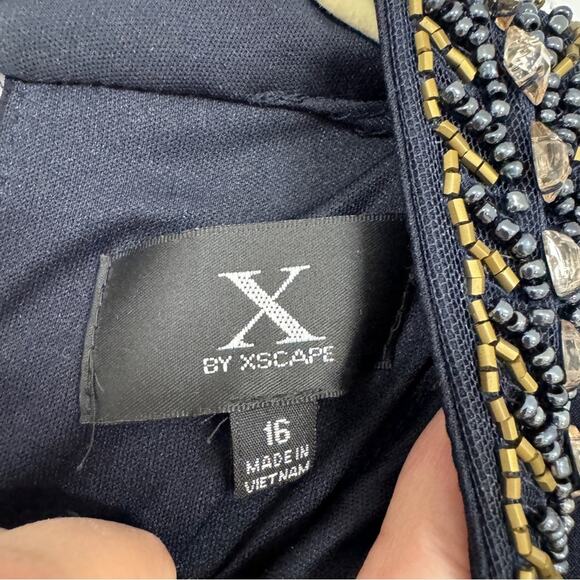 X
BY XSCAPE
16
MADE IN
VIETNAM